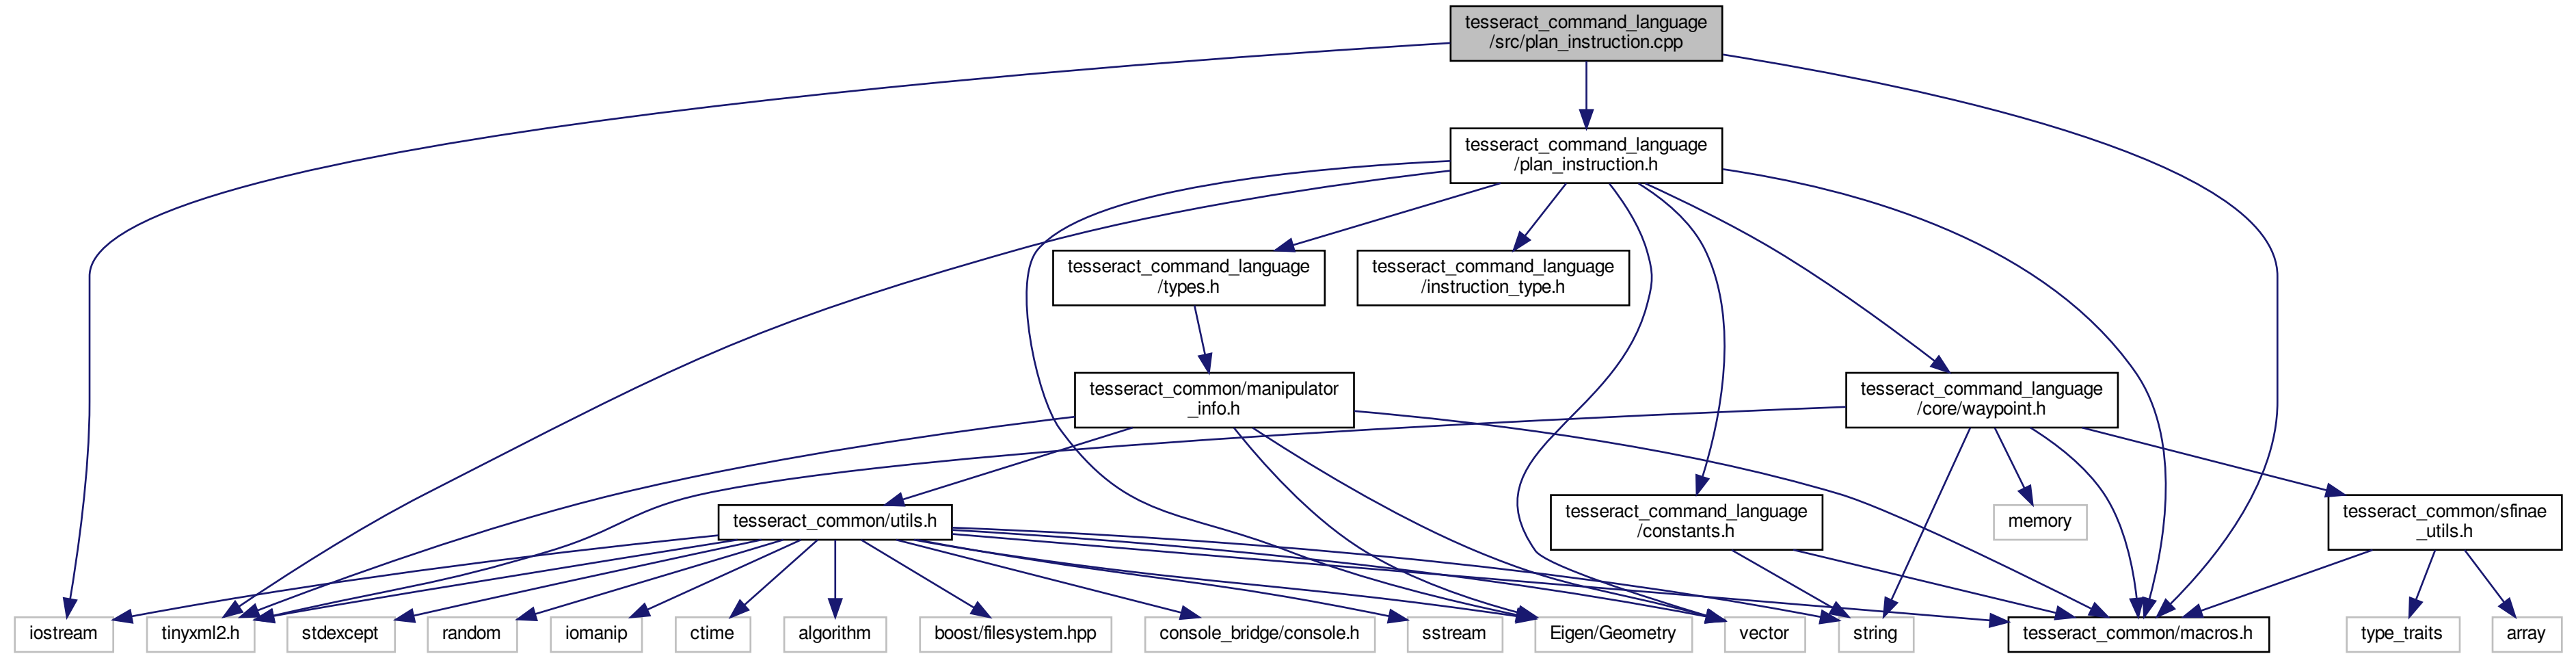 tesseract_command_language
/src/plan_instruction.cpp
tesseract_command_language
/plan_instruction.h
tesseract_command_language
/types.h
tesseract_command_language
/instruction_type.h
tesseract_common/manipulator
_info.h
tesseract_command_language
/core/waypoint.h
tesseract_common/utils.h
tesseract_command_language
/constants.h
memory
tesseract_common/sfinae
_utils.h
iostream
tinyxml2.h
stdexcept
random
iomanip
ctime
algorithm
boost/filesystem.hpp
console_bridge/console.h
sstream
Eigen/Geometry
vector
string
tesseract_common/macros.h
type_traits
array